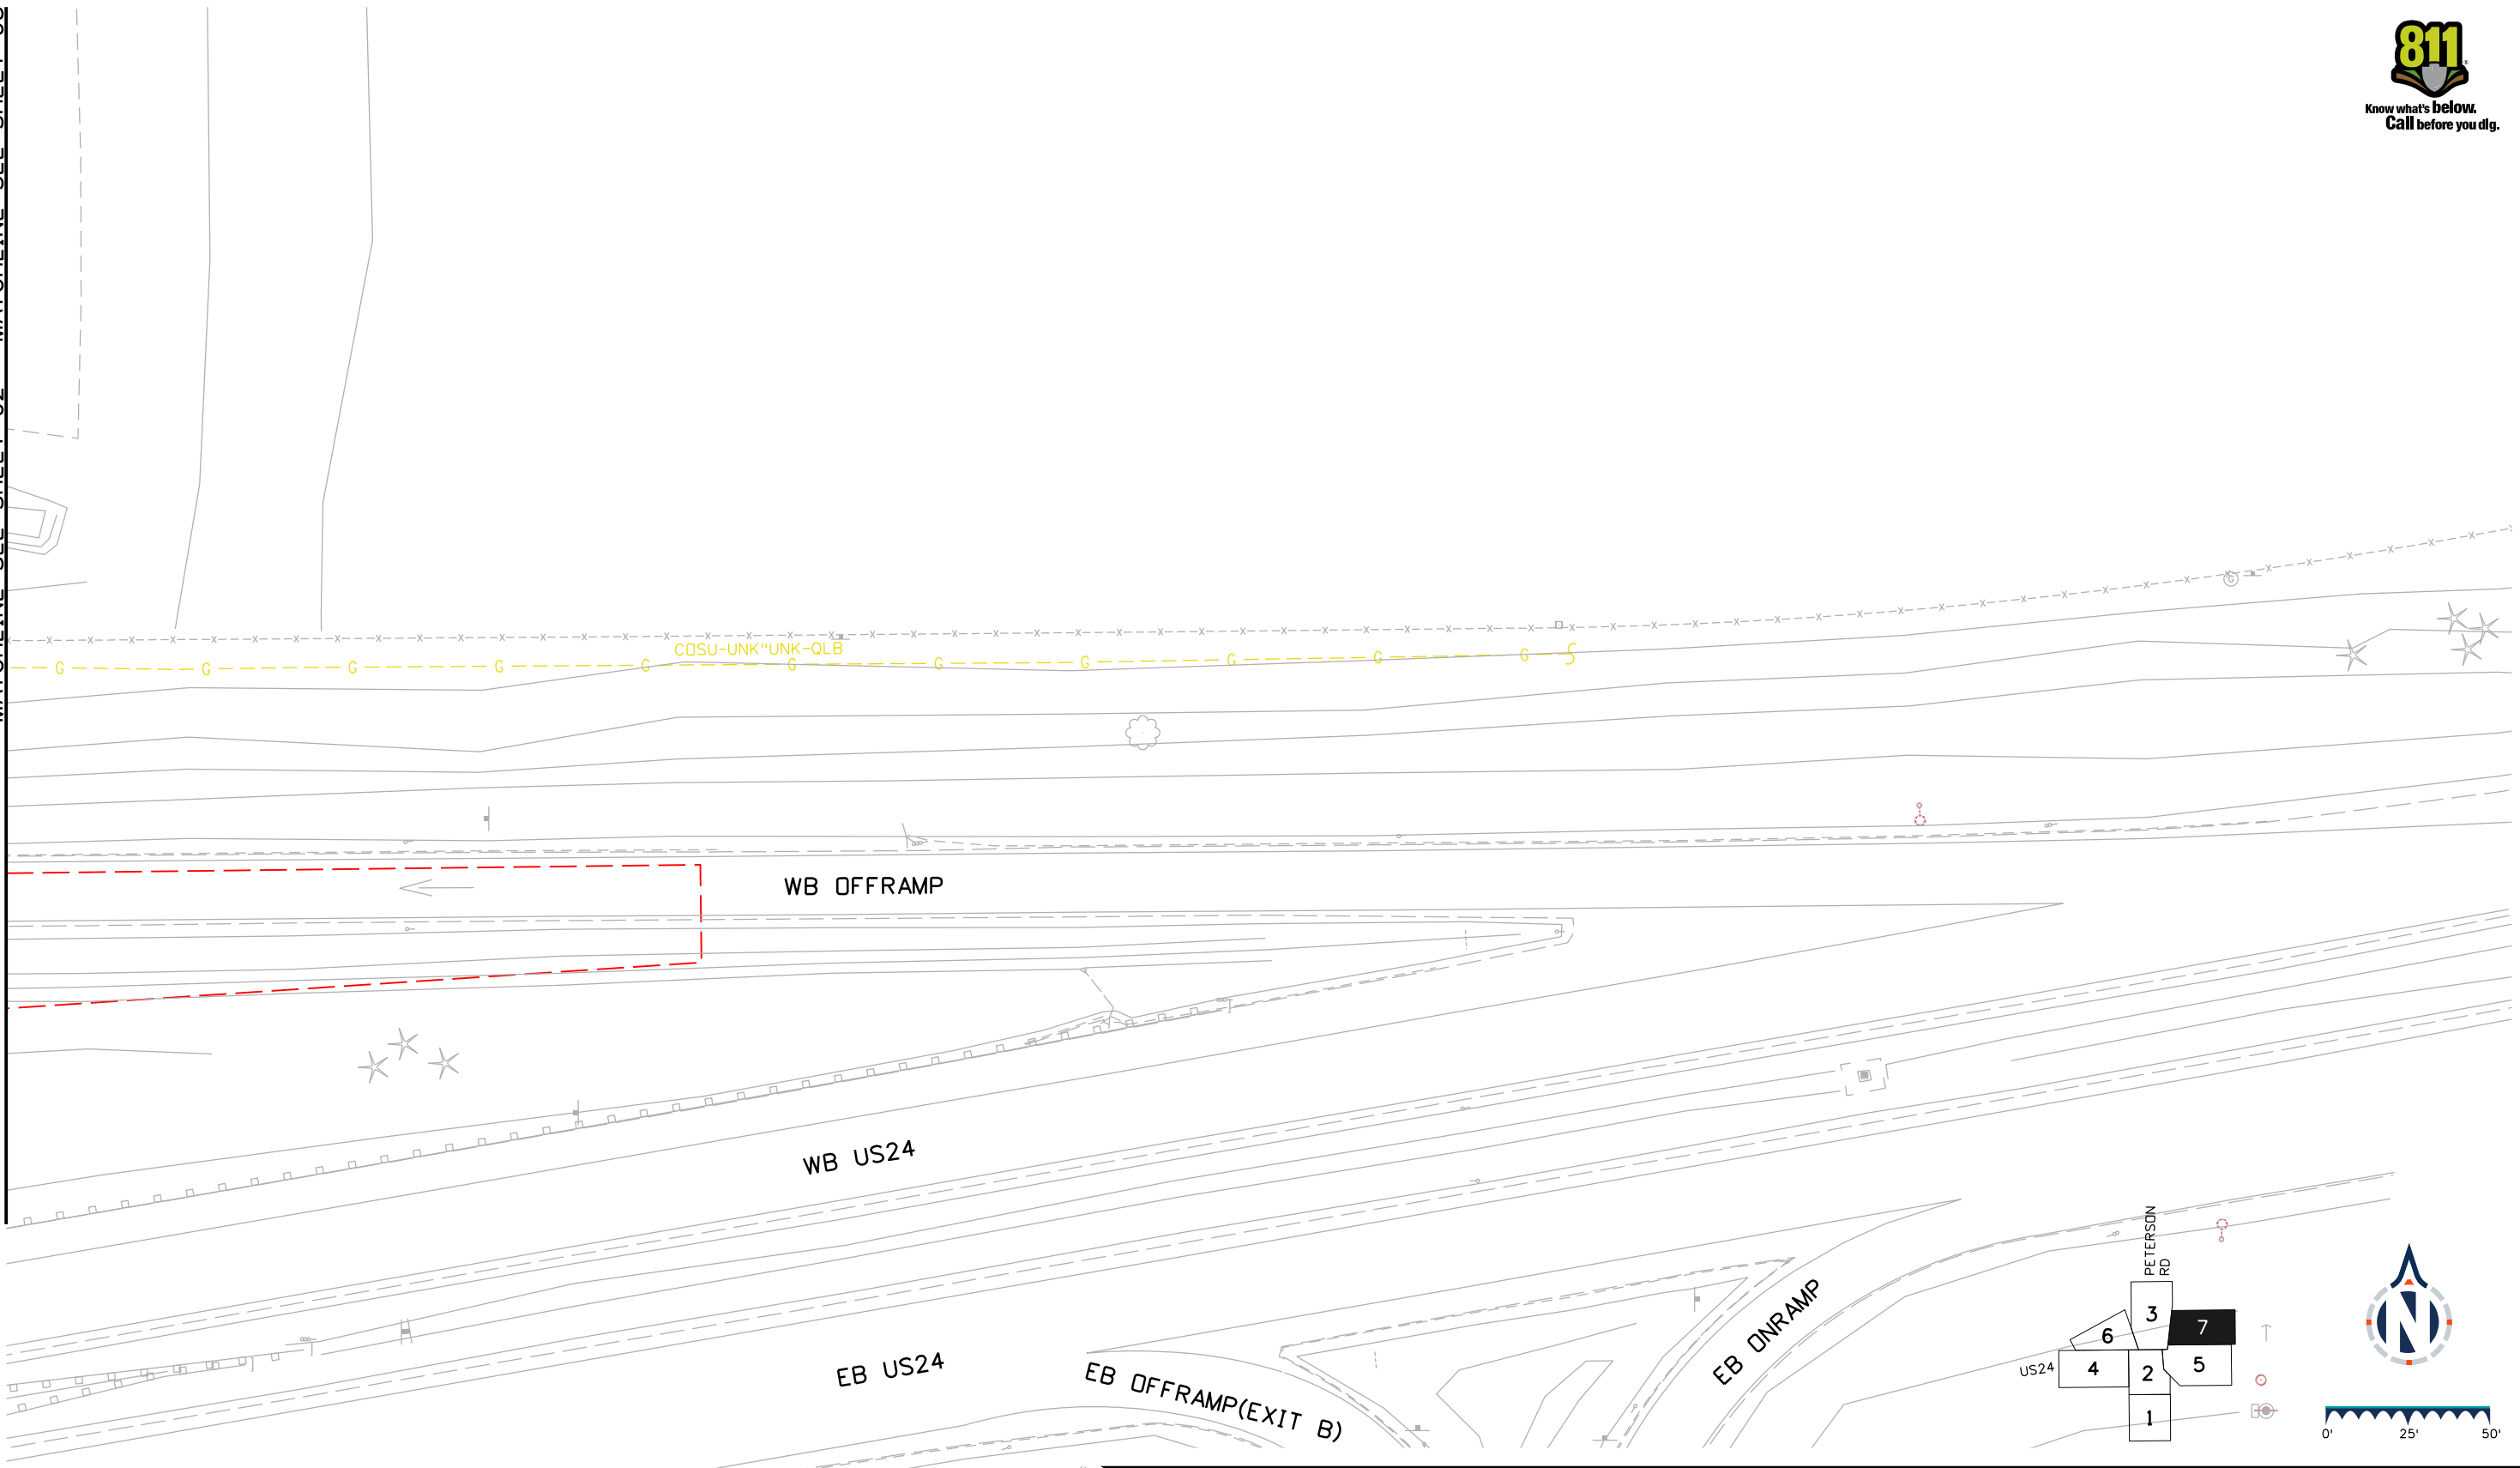 811®
Know what's below.
Call before you dig.
COSU-UNK"UNK-QLB
G G G G G G G G G G G
G
WB OFFRAMP
WB US24
EB US24
EB OFFRAMP(EXIT B)
EB ONRAMP
PETERSON
RD
3
7
6
US24
4
2
5
1
N
0'
25'
50'